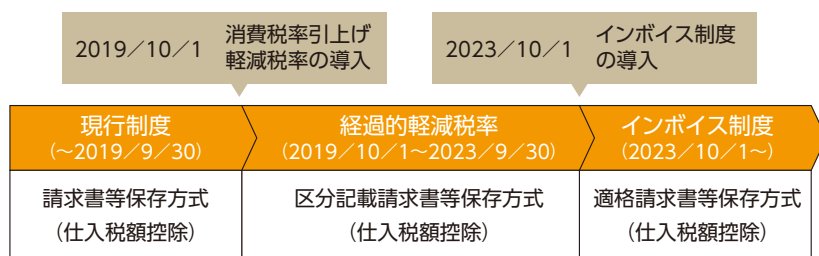 2019／10／1 消費税率引上げ
軽減税率の導入
2023／10／1 インボイス制度
の導入
現行制度
(〜2019／9／30)
経過的軽減税率
(2019／10／1〜2023／9／30)
インボイス制度
(2023／10／1〜)
請求書等保存方式
(仕入税額控除)
区分記載請求書等保存方式
(仕入税額控除)
適格請求書等保存方式
(仕入税額控除)